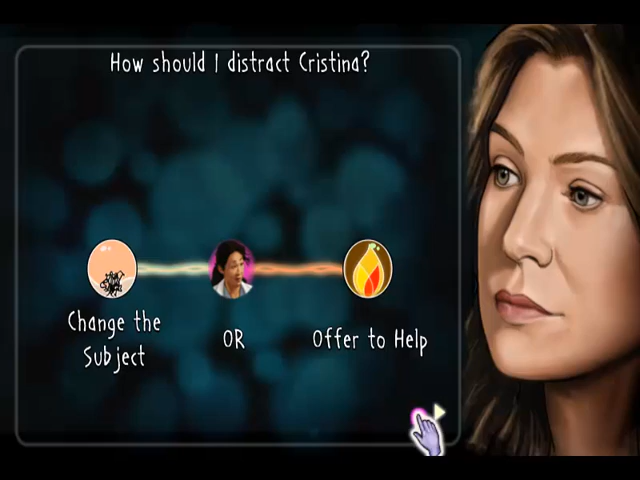 How should I distract Cristina?
Change the
Subject
OR
Offer to Help